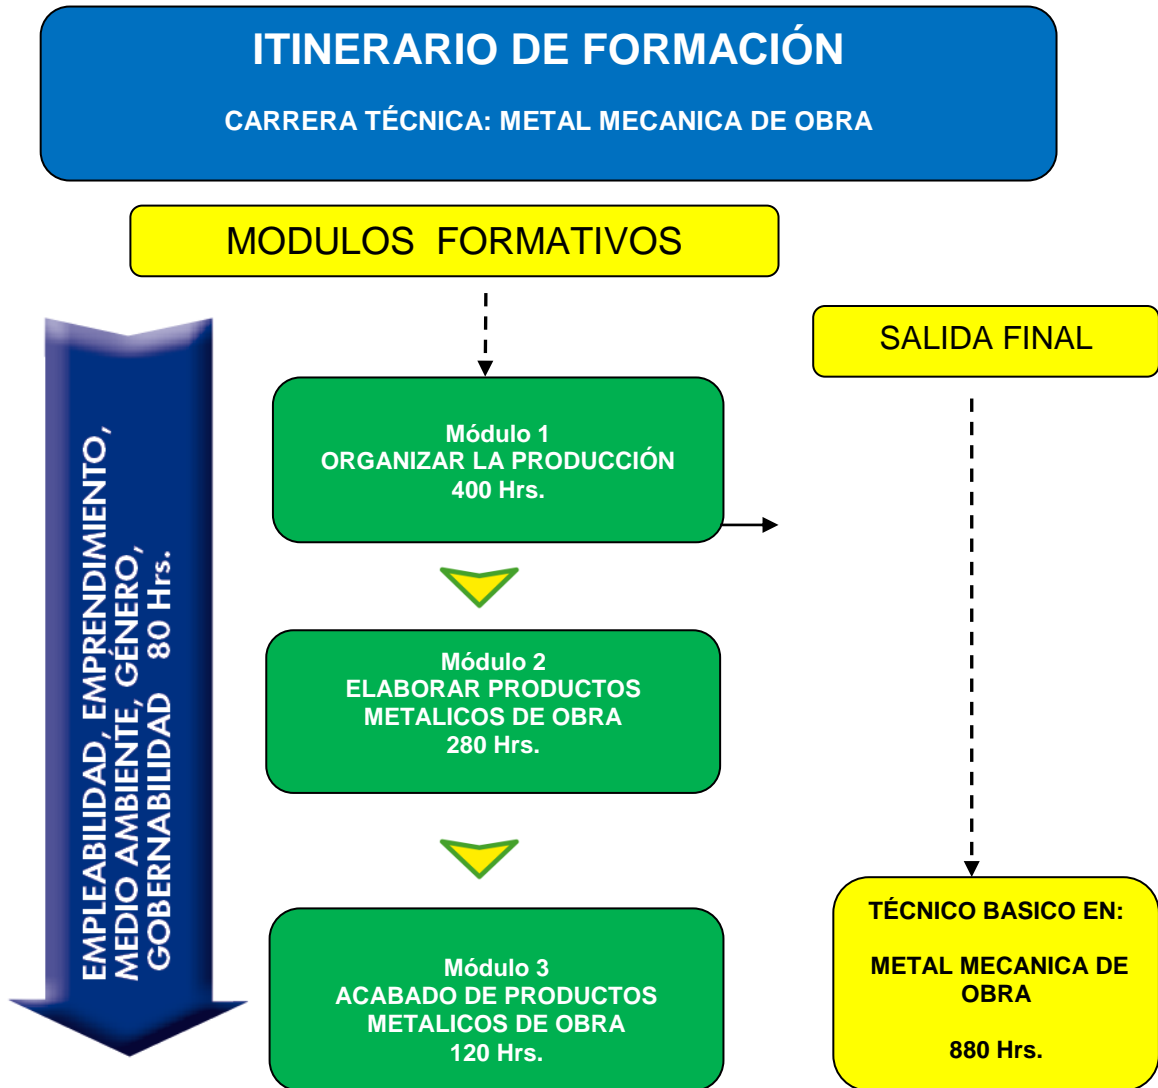 ITINERARIO DE FORMACIÓN
CARRERA TÉCNICA: METAL MECANICA DE OBRA
MODULOS FORMATIVOS
SALIDA FINAL
EMPLEABILIDAD, EMPRENDIMIENTO,
MEDIO AMBIENTE, GÉNERO,
GOBERNABILIDAD 80 Hrs.
Módulo 1
ORGANIZAR LA PRODUCCIÓN
400 Hrs.
Módulo 2
ELABORAR PRODUCTOS
METALICOS DE OBRA
280 Hrs.
Módulo 3
ACABADO DE PRODUCTOS
METALICOS DE OBRA
120 Hrs.
TÉCNICO BASICO EN:
METAL MECANICA DE
OBRA
880 Hrs.